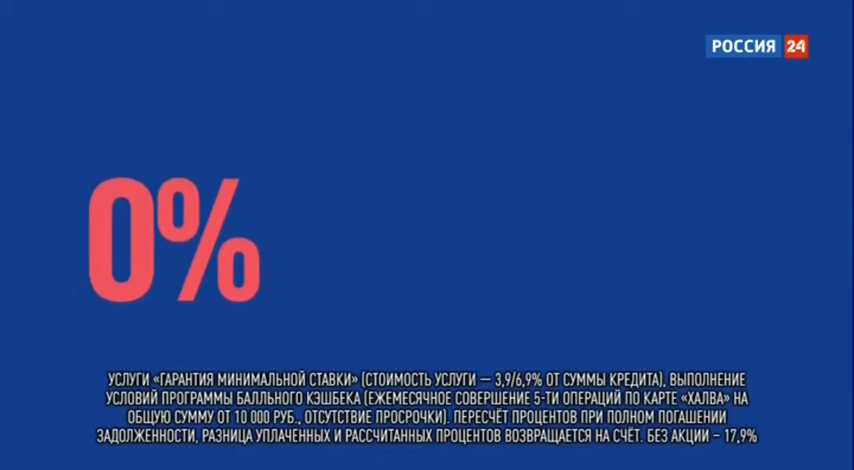 РОССИЯ 24
0%
УСЛУГИ «ГАРАНТИЯ МИНИМАЛЬНОЙ СТАВКИ» (СТОИМОСТЬ УСЛУГИ — 3,9/6,9% ОТ СУММЫ КРЕДИТА), ВЫПОЛНЕНИЕ
УСЛОВИЙ ПРОГРАММЫ БАЛЛЬНОГО КЭШБЕКА (ЕЖЕМЕСЯЧНОЕ СОВЕРШЕНИЕ 5-ТИ ОПЕРАЦИЙ ПО КАРТЕ «ХАЛВА» НА
ОБЩУЮ СУММУ ОТ 10 000 РУБ., ОТСУТСТВИЕ ПРОСРОЧКИ). ПЕРЕСЧЁТ ПРОЦЕНТОВ ПРИ ПОЛНОМ ПОГАШЕНИИ
ЗАДОЛЖЕННОСТИ, РАЗНИЦА УПЛАЧЕННЫХ И РАССЧИТАННЫХ ПРОЦЕНТОВ ВОЗВРАЩАЕТСЯ НА СЧЁТ. БЕЗ АКЦИИ – 17,9%